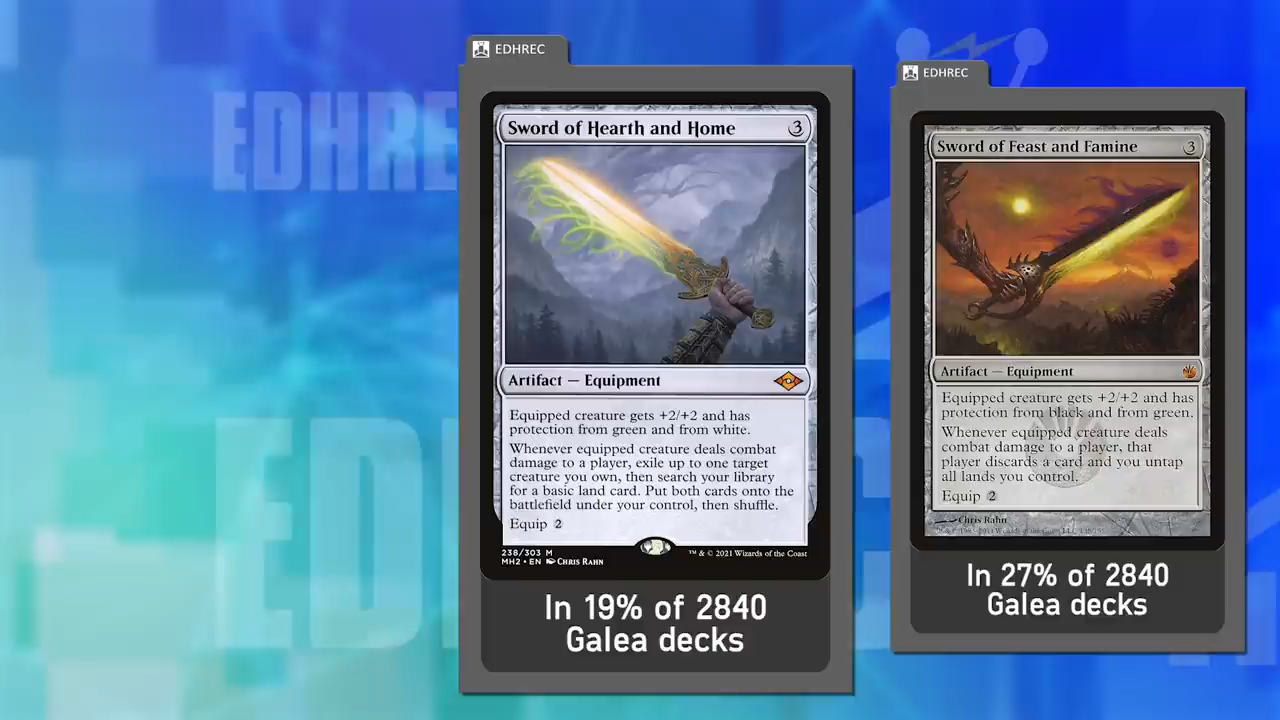 EDHREC
Sword of Hearth and Home 3
Artifact — Equipment
Equipped creature gets +2/+2 and has
protection from green and from white.
Whenever equipped creature deals combat
damage to a player, exile up to one target
creature you own, then search your library
for a basic land card. Put both cards onto the
battlefield under your control, then shuffle.
Equip 2
238/303 M
MH2 • EN Chris Rahn
™ & © 2021 Wizards of the Coast
In 19% of 2840
Galea decks
EDHREC
Sword of Feast and Famine 3
Artifact — Equipment
Equipped creature gets +2/+2 and has
protection from black and from green.
Whenever equipped creature deals
combat damage to a player, that
player discards a card and you untap
all lands you control.
Equip 2
Chris Rahn
In 27% of 2840
Galea decks
EDHRE
ED